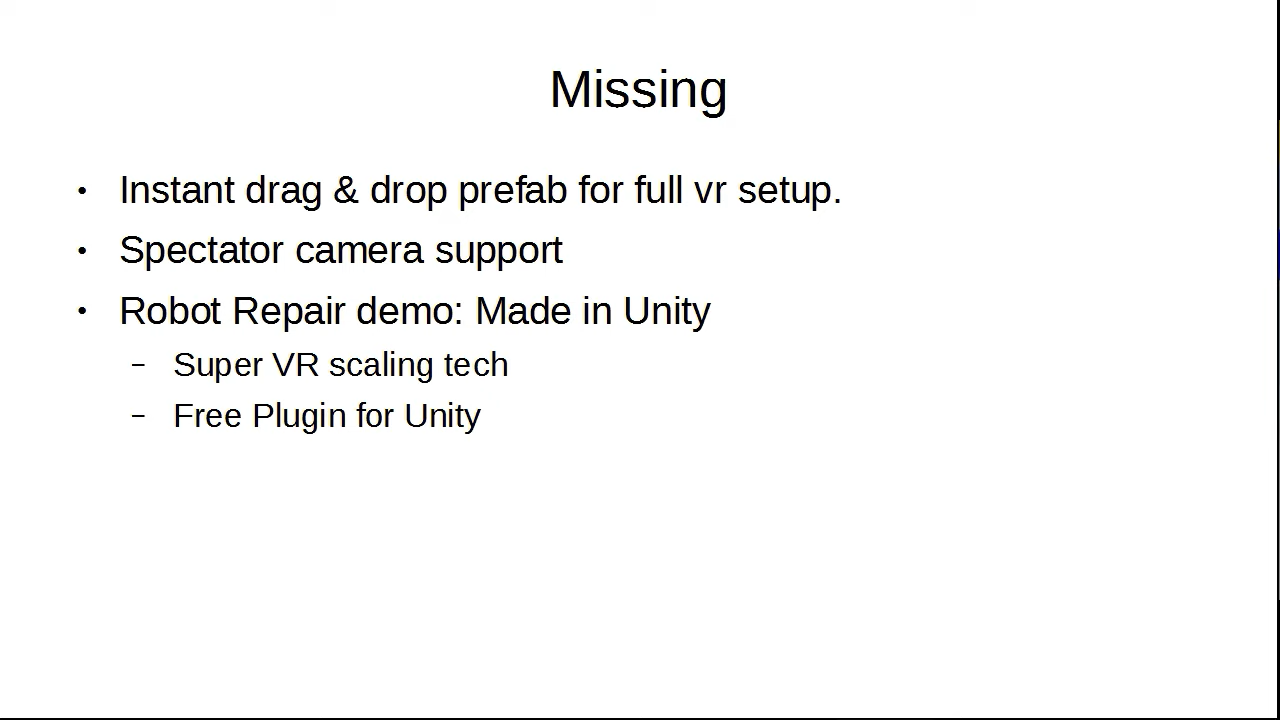 Missing
• Instant drag & drop prefab for full vr setup.
• Spectator camera support
• Robot Repair demo: Made in Unity
– Super VR scaling tech
– Free Plugin for Unity